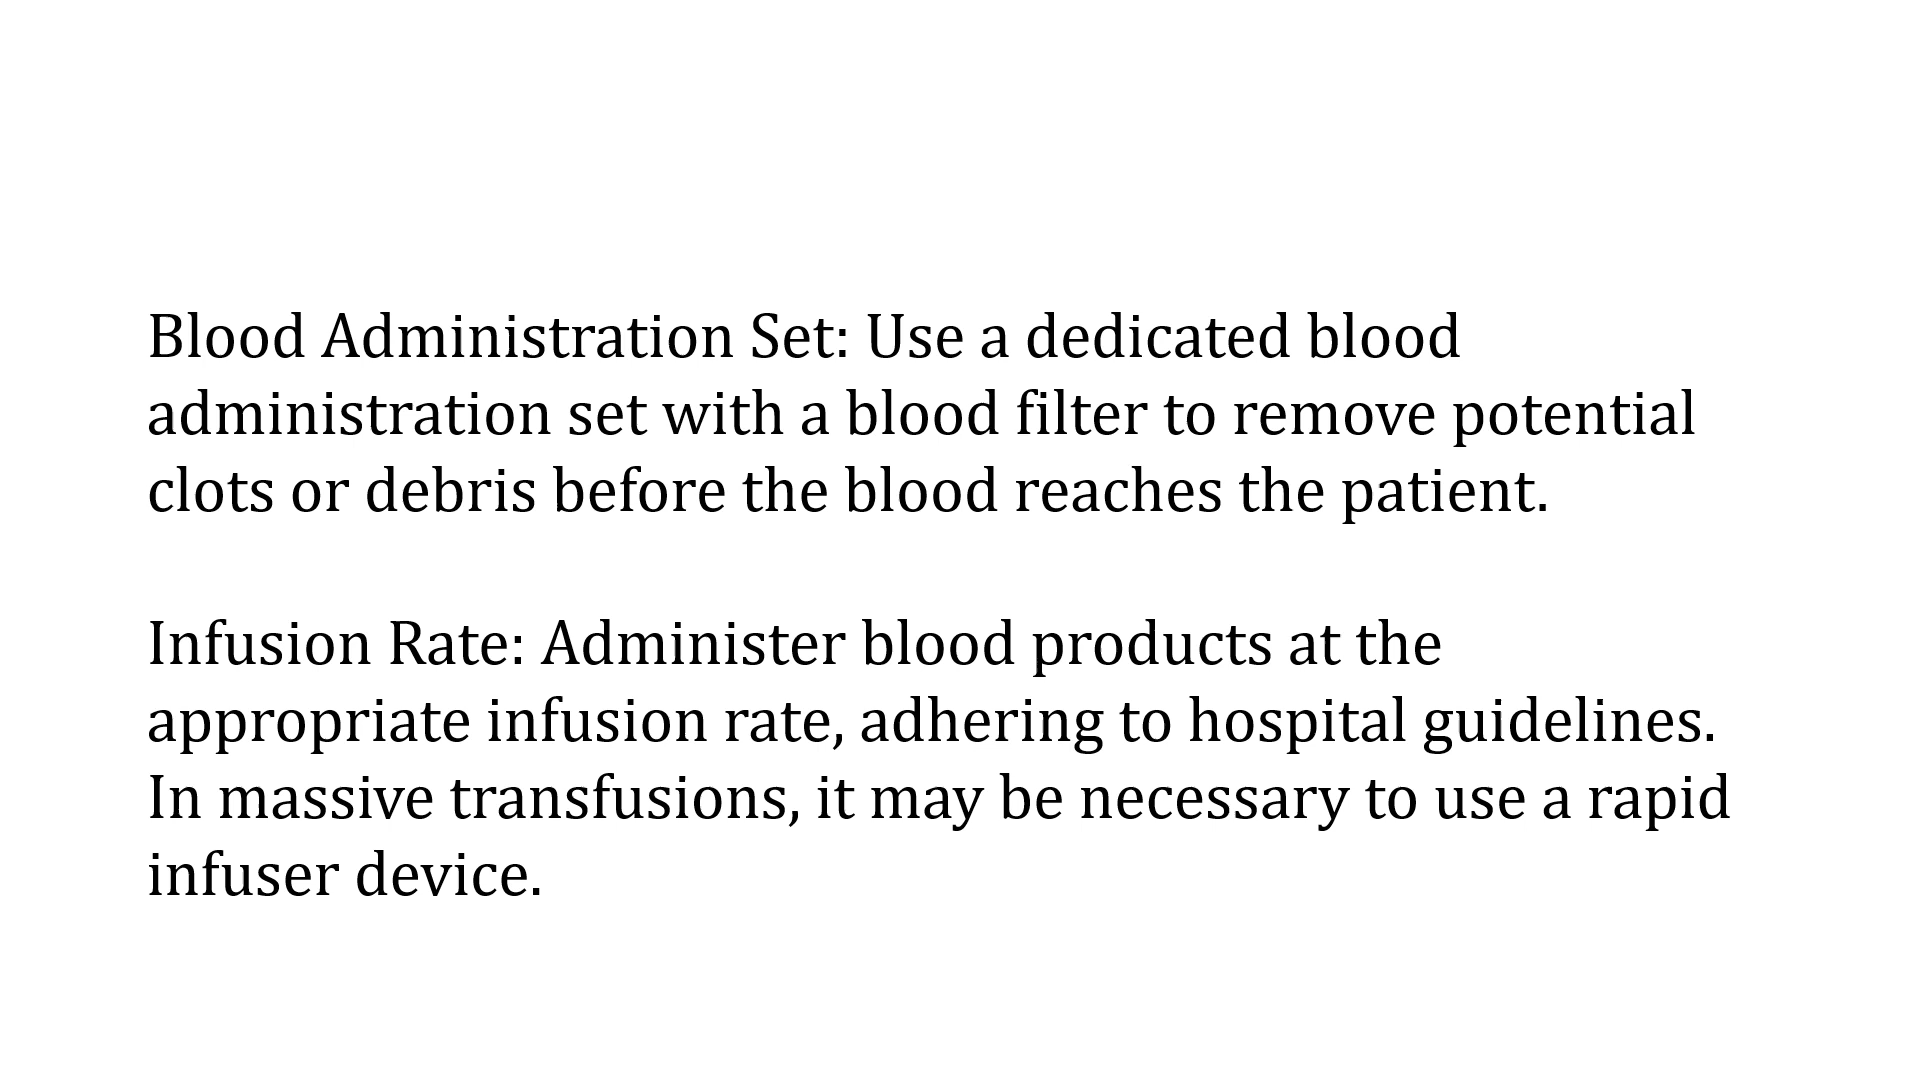 Blood Administration Set: Use a dedicated blood
administration set with a blood filter to remove potential
clots or debris before the blood reaches the patient.
Infusion Rate: Administer blood products at the
appropriate infusion rate, adhering to hospital guidelines.
In massive transfusions, it may be necessary to use a rapid
infuser device.